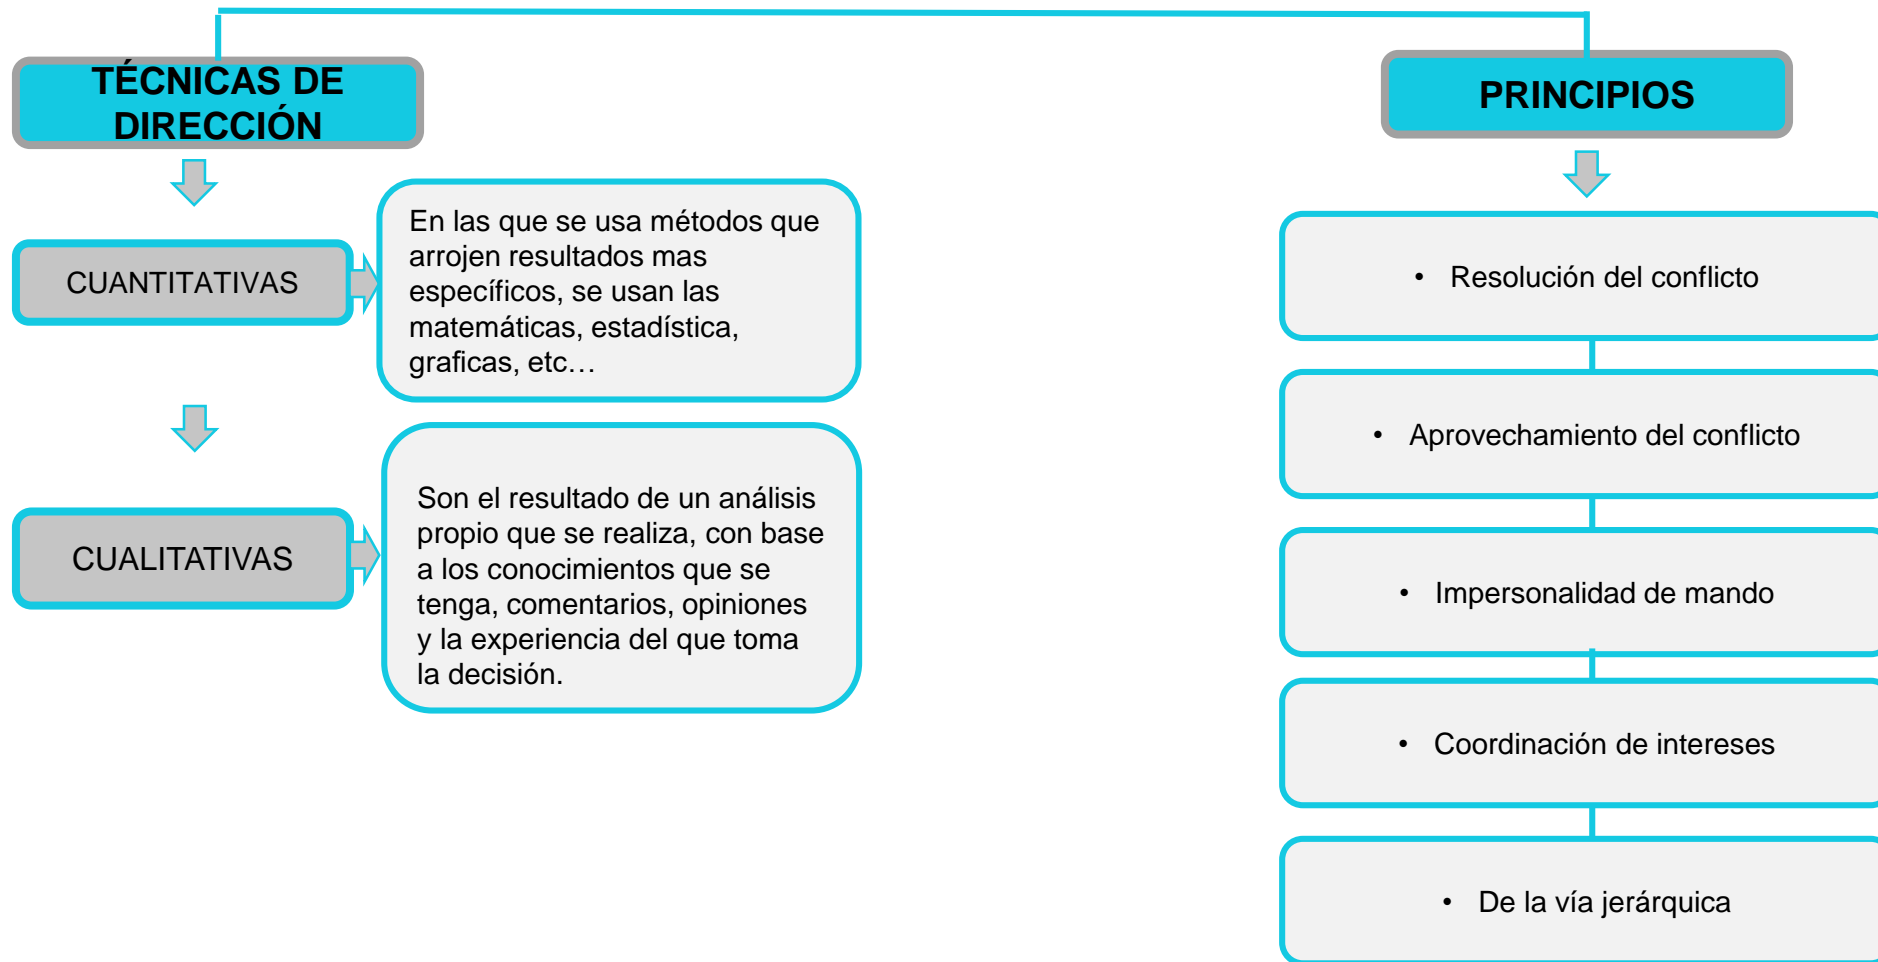 TÉCNICAS DE
DIRECCIÓN
CUANTITATIVAS
En las que se usa métodos que
arrojen resultados mas
específicos, se usan las
matemáticas, estadística,
graficas, etc…
CUALITATIVAS
Son el resultado de un análisis
propio que se realiza, con base
a los conocimientos que se
tenga, comentarios, opiniones
y la experiencia del que toma
la decisión.
PRINCIPIOS
• Resolución del conflicto
• Aprovechamiento del conflicto
• Impersonalidad de mando
• Coordinación de intereses
• De la vía jerárquica